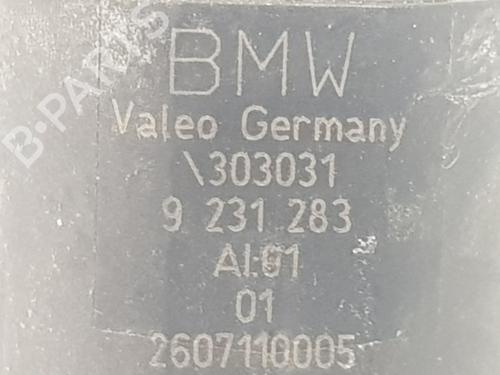 B-PARTS
BMW
Valeo Germany
\303031
9 231 283
AI:01
01
2607110005